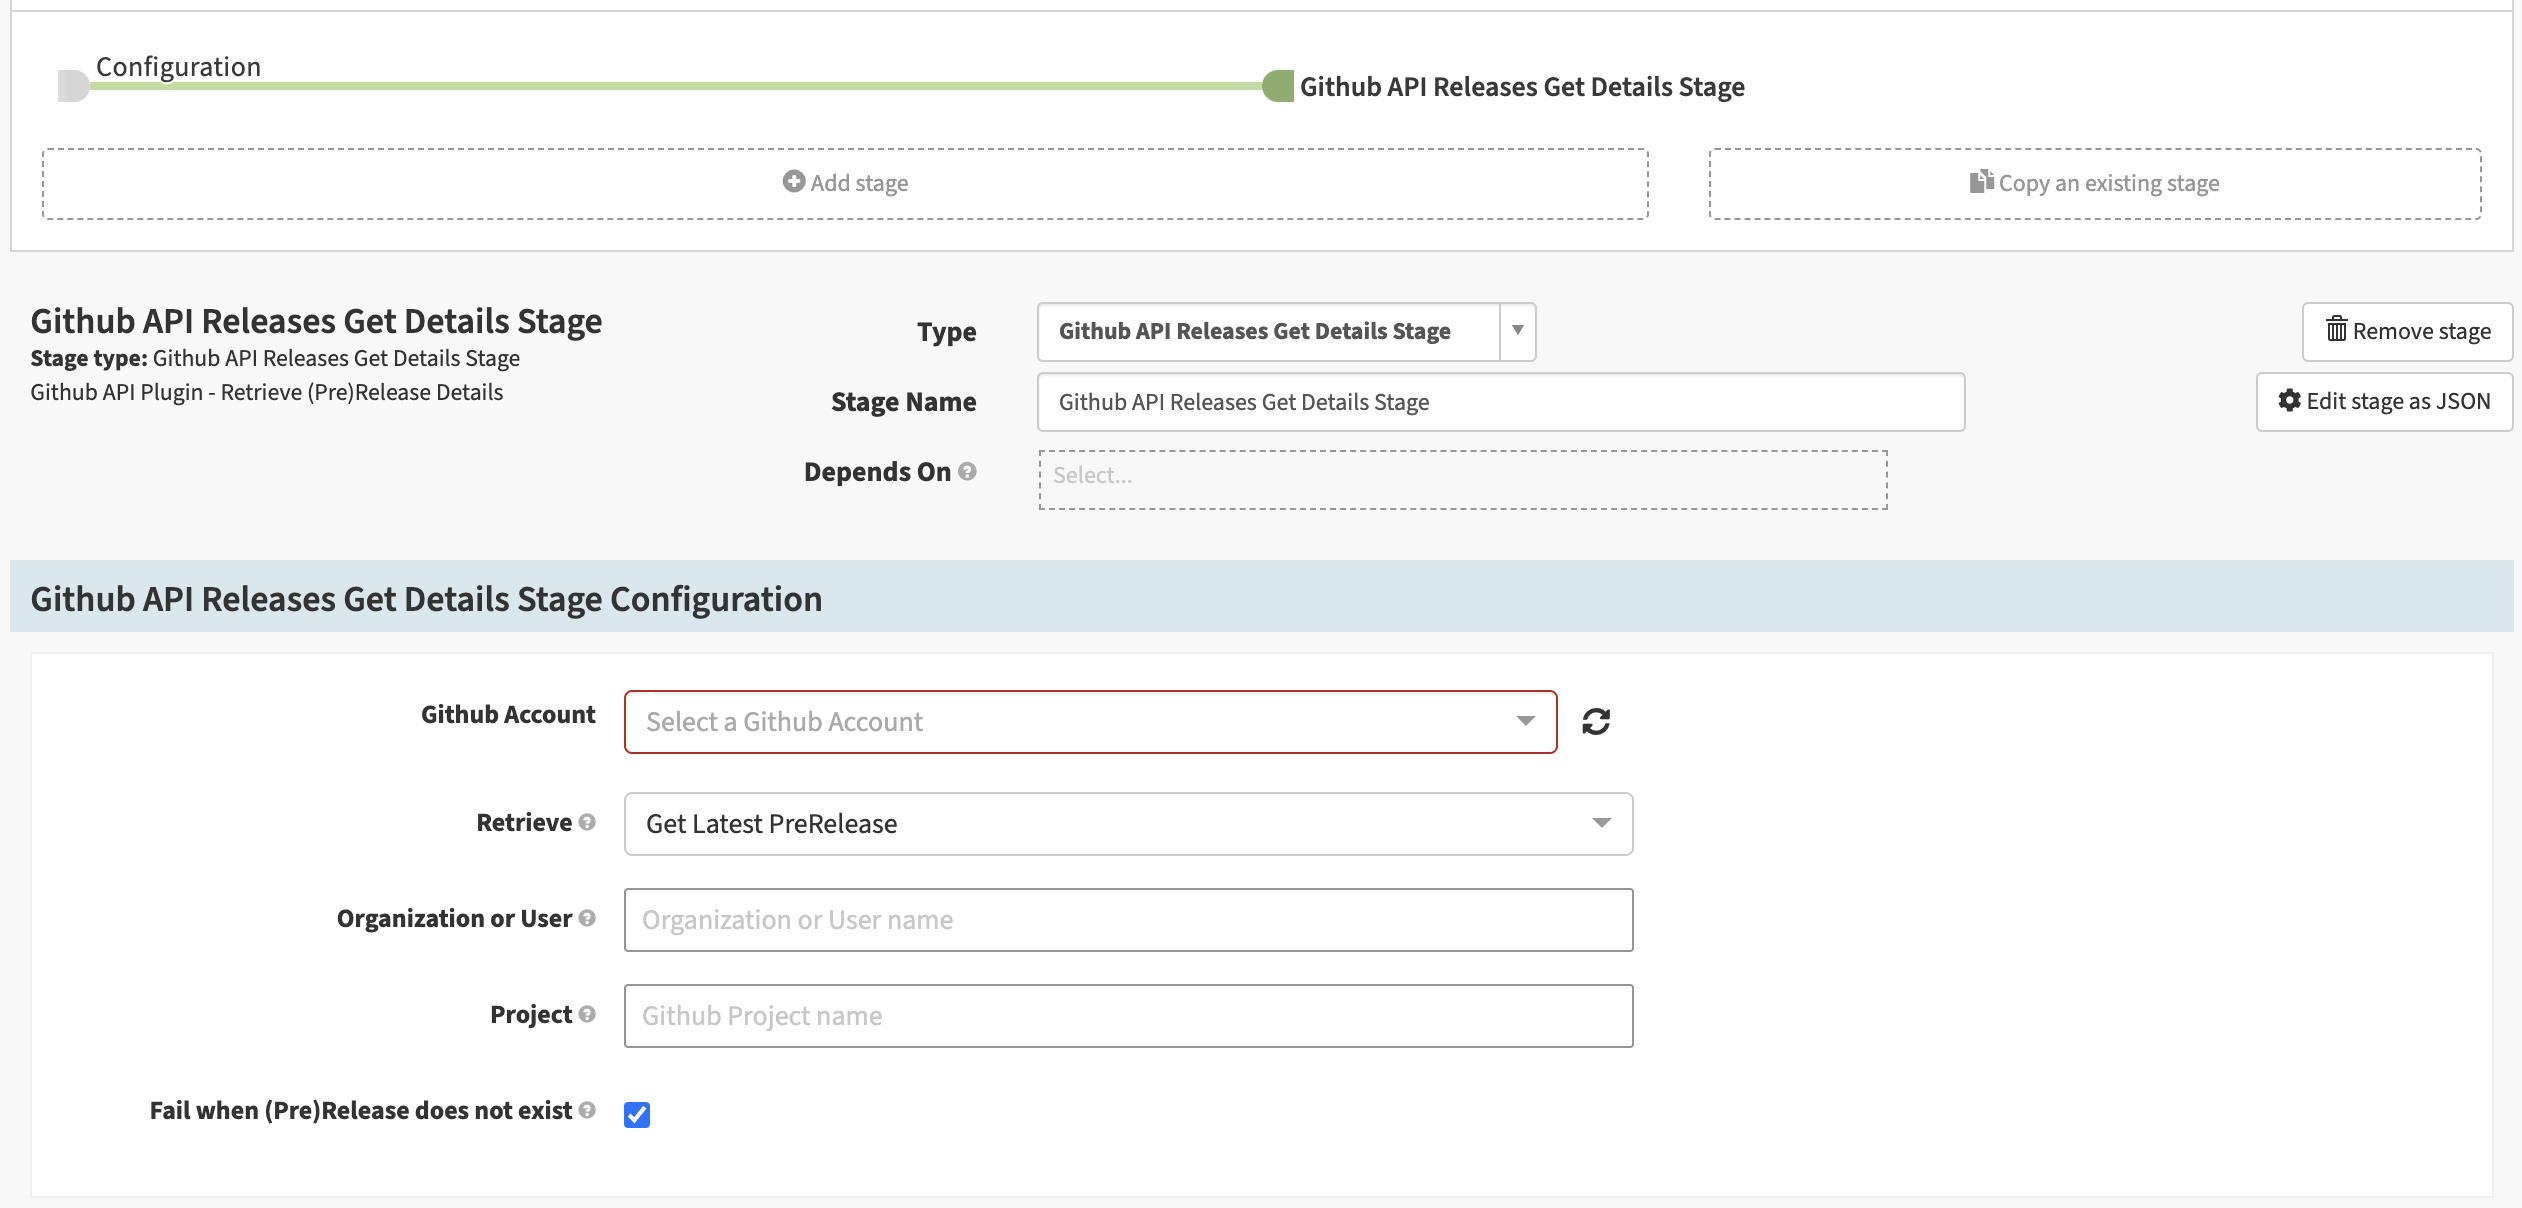 Configuration
Github API Releases Get Details Stage
Add stage
Copy an existing stage
Github API Releases Get Details Stage
Stage type: Github API Releases Get Details Stage
Github API Plugin - Retrieve (Pre)Release Details
Type
Github API Releases Get Details Stage
Remove stage
Stage Name
Github API Releases Get Details Stage
Edit stage as JSON
Depends On
Select...
Github API Releases Get Details Stage Configuration
Github Account
Select a Github Account
Retrieve
Get Latest PreRelease
Organization or User
Organization or User name
Project
Github Project name
Fail when (Pre)Release does not exist